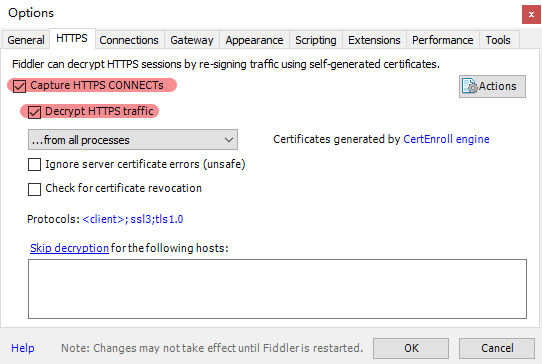 Options
x
General HTTPS Connections Gateway Appearance Scripting Extensions Performance Tools
Fiddler can decrypt HTTPS sessions by re-signing traffic using self-generated certificates.
Capture HTTPS CONNECTs
Actions
Decrypt HTTPS traffic
...from all processes
Certificates generated by CertEnroll engine
Ignore server certificate errors (unsafe)
Check for certificate revocation
Protocols: <client>; ssl3;tls1.0
Skip decryption for the following hosts:
Help Note: Changes may not take effect until Fiddler is restarted. OK Cancel